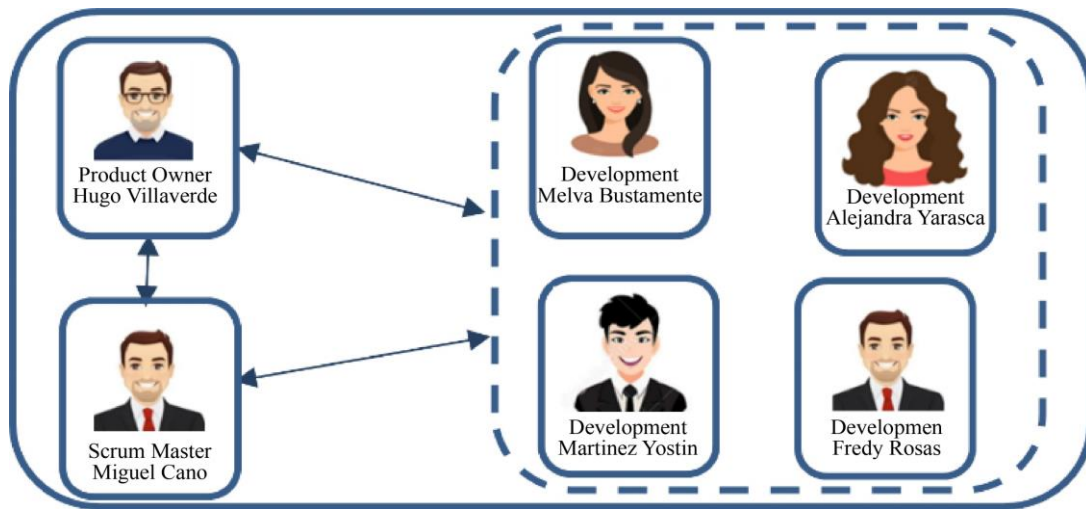 Product Owner
Hugo Villaverde
Development
Melva Bustamente
Development
Alejandra Yarasca
Scrum Master
Miguel Cano
Development
Martinez Yostin
Developmen
Fredy Rosas